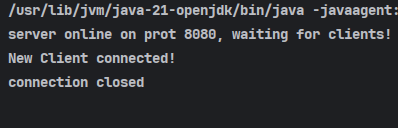 /usr/lib/jvm/java-21-openjdk/bin/java -javaagent:
server online on prot 8080, waiting for clients!
New Client connected!
connection closed